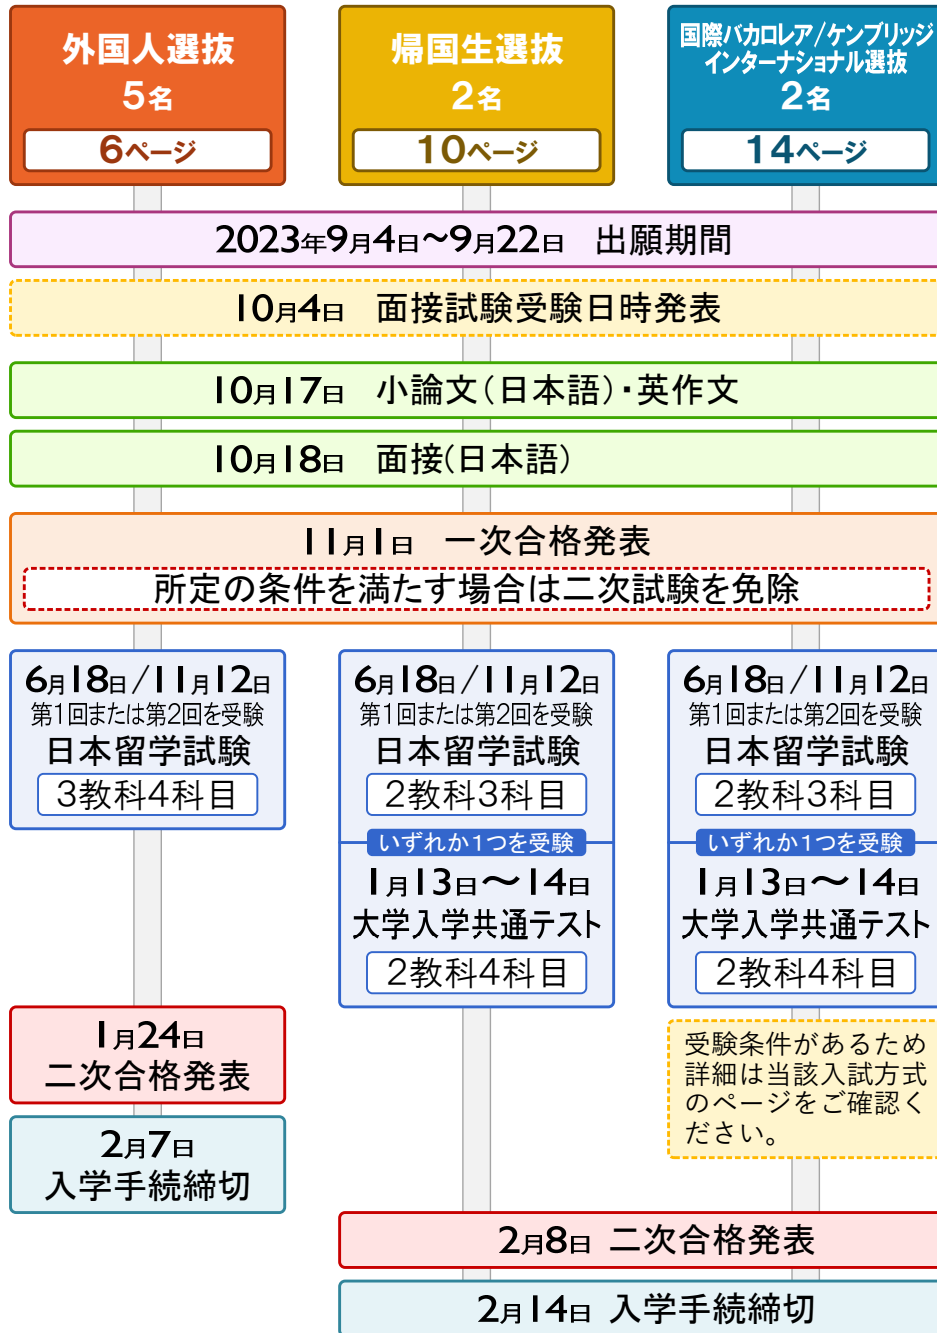 外国人選抜
5名
6ページ
帰国生選抜
2名
10ページ
国際バカロレア/ケンブリッジ
インターナショナル選抜
2名
14ページ
2023年9月4日～9月22日 出願期間
10月4日 面接試験受験日時発表
10月17日 小論文(日本語)・英作文
10月18日 面接(日本語)
11月1日 一次合格発表
所定の条件を満たす場合は二次試験を免除
6月18日/11月12日
第1回または第2回を受験
日本留学試験
3教科4科目
6月18日/11月12日
第1回または第2回を受験
日本留学試験
2教科3科目
いずれか1つを受験
1月13日～14日
大学入学共通テスト
2教科4科目
6月18日/11月12日
第1回または第2回を受験
日本留学試験
2教科3科目
いずれか1つを受験
1月13日～14日
大学入学共通テスト
2教科4科目
1月24日
二次合格発表
2月7日
入学手続締切
受験条件があるため
詳細は当該入試方式
のページをご確認く
ださい。
2月8日 二次合格発表
2月14日 入学手続締切